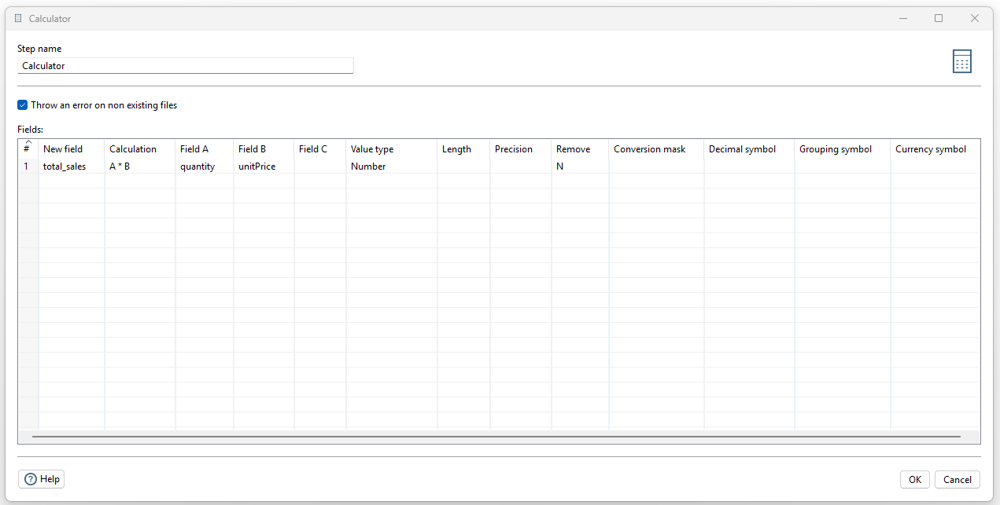 Calculator
Step name
Calculator
Throw an error on non existing files
Fields:
# New field Calculation Field A Field B Field C Value type Length Precision Remove Conversion mask Decimal symbol Grouping symbol Currency symbol
1 total_sales A * B quantity unitPrice Number N
? Help OK Cancel